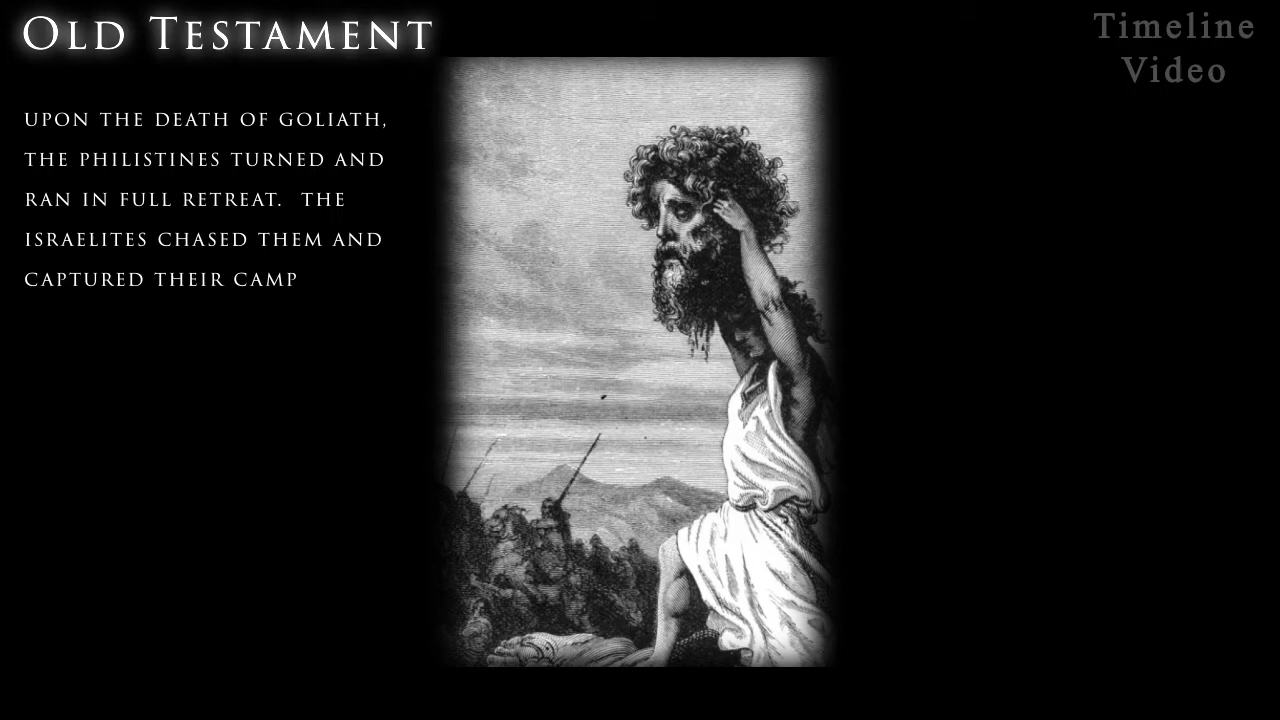 Old Testament
Timeline
Video
UPON THE DEATH OF GOLIATH,
THE PHILISTINES TURNED AND
RAN IN FULL RETREAT.  THE
ISRAELITES CHASED THEM AND
CAPTURED THEIR CAMP